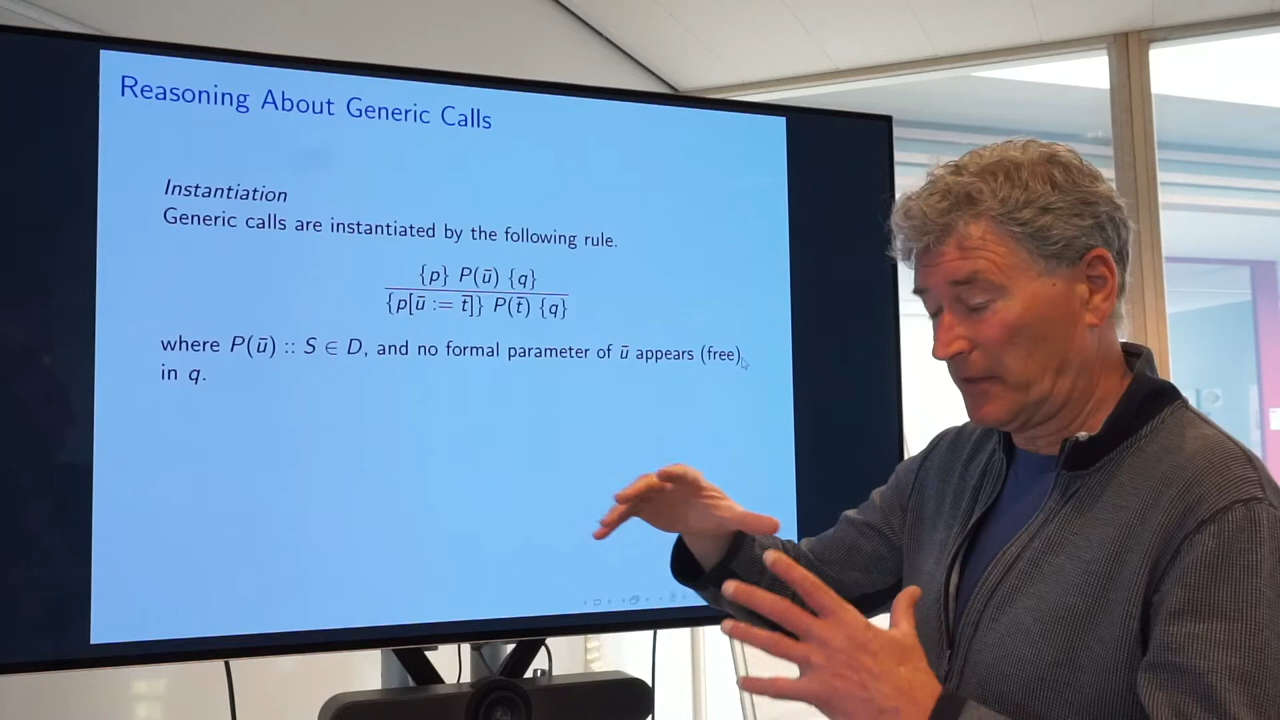 Reasoning About Generic Calls
Instantiation
Generic calls are instantiated by the following rule.
{p} P(ū) {q}
{p[ū := t̄]} P(t̄) {q}
where P(ū) :: S ∈ D, and no formal parameter of ū appears (free)
in q.